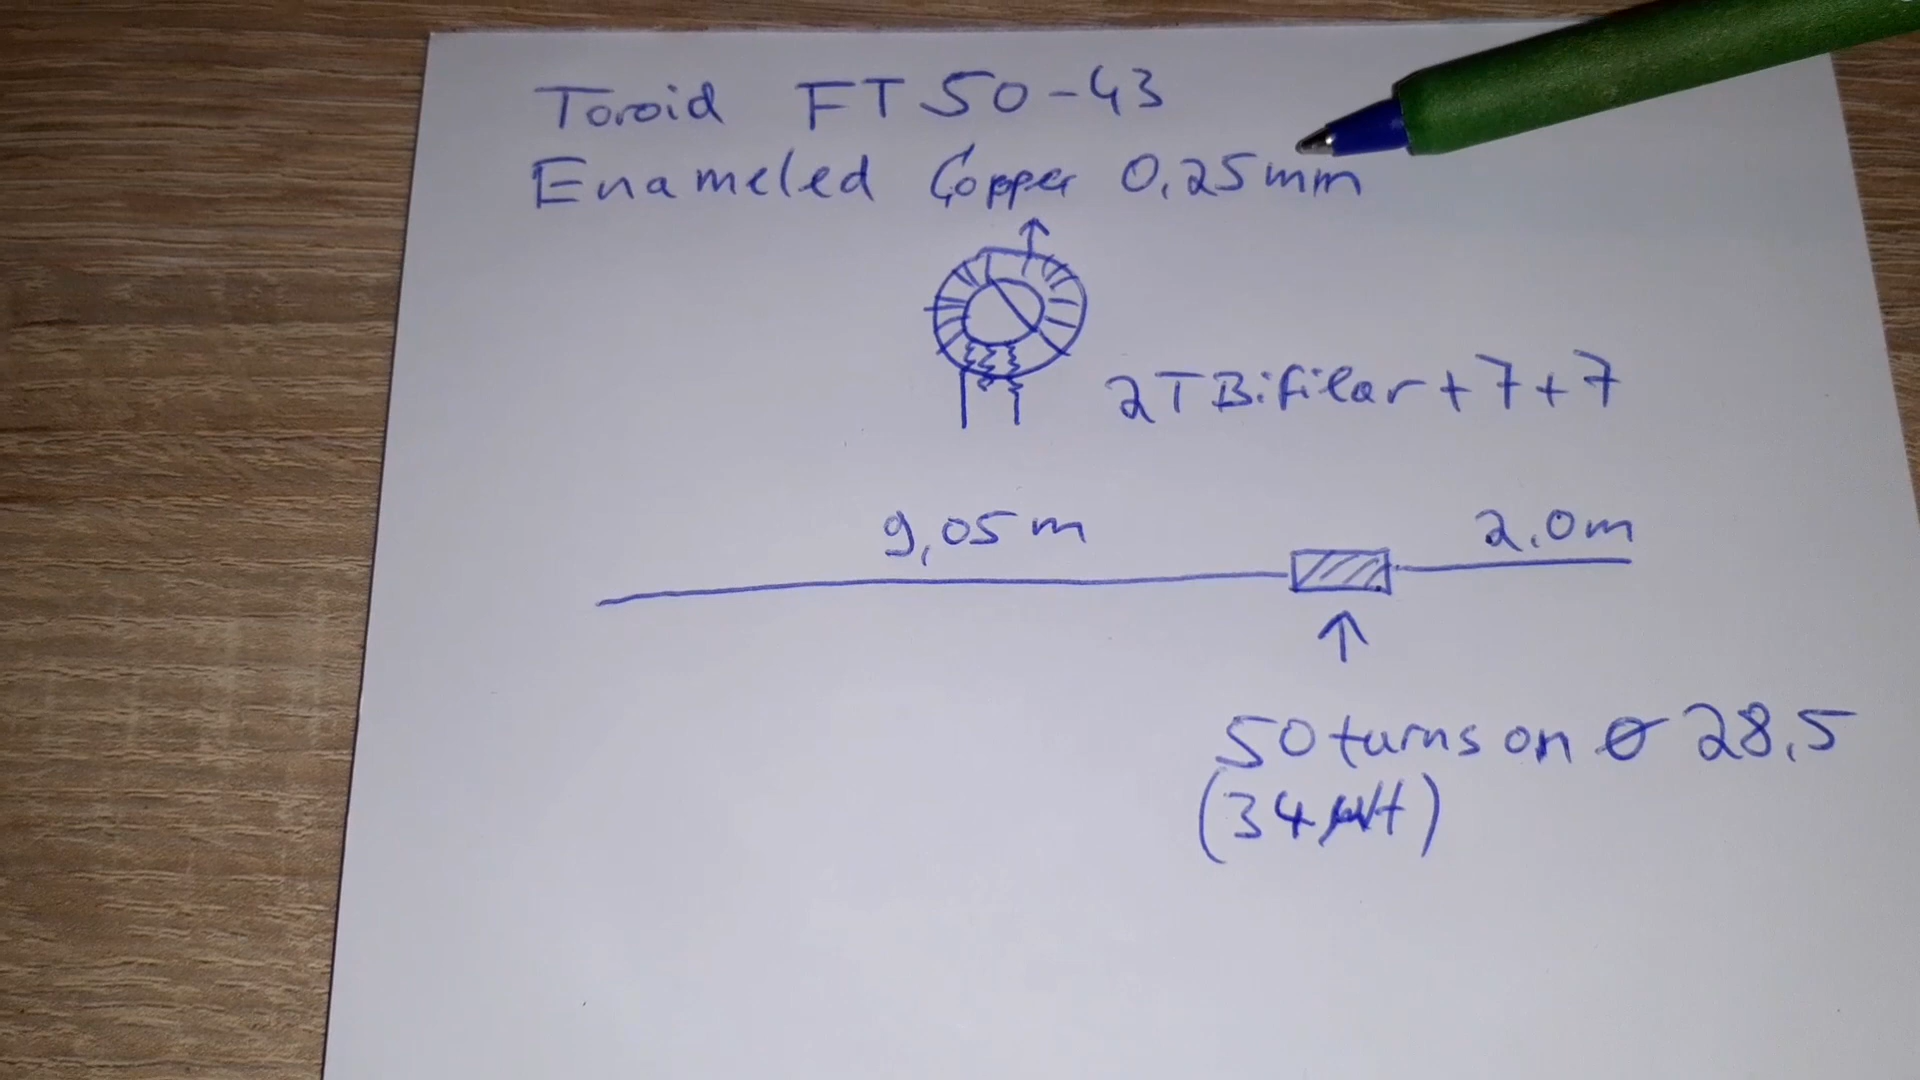 Toroid FT50-43
Enameled Copper 0,25mm
2T Bifilar + 7 + 7
9,05m
2,0m
50 turns on ø 28,5
(34µH)